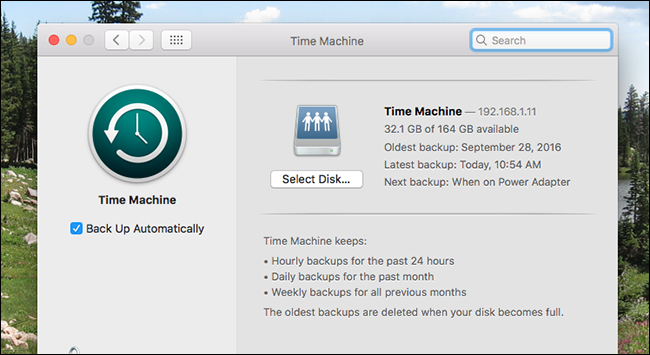 Time Machine
Search
Time Machine
Back Up Automatically
Select Disk...
Time Machine — 192.168.1.11
32.1 GB of 164 GB available
Oldest backup: September 28, 2016
Latest backup: Today, 10:54 AM
Next backup: When on Power Adapter
Time Machine keeps:
• Hourly backups for the past 24 hours
• Daily backups for the past month
• Weekly backups for all previous months
The oldest backups are deleted when your disk becomes full.